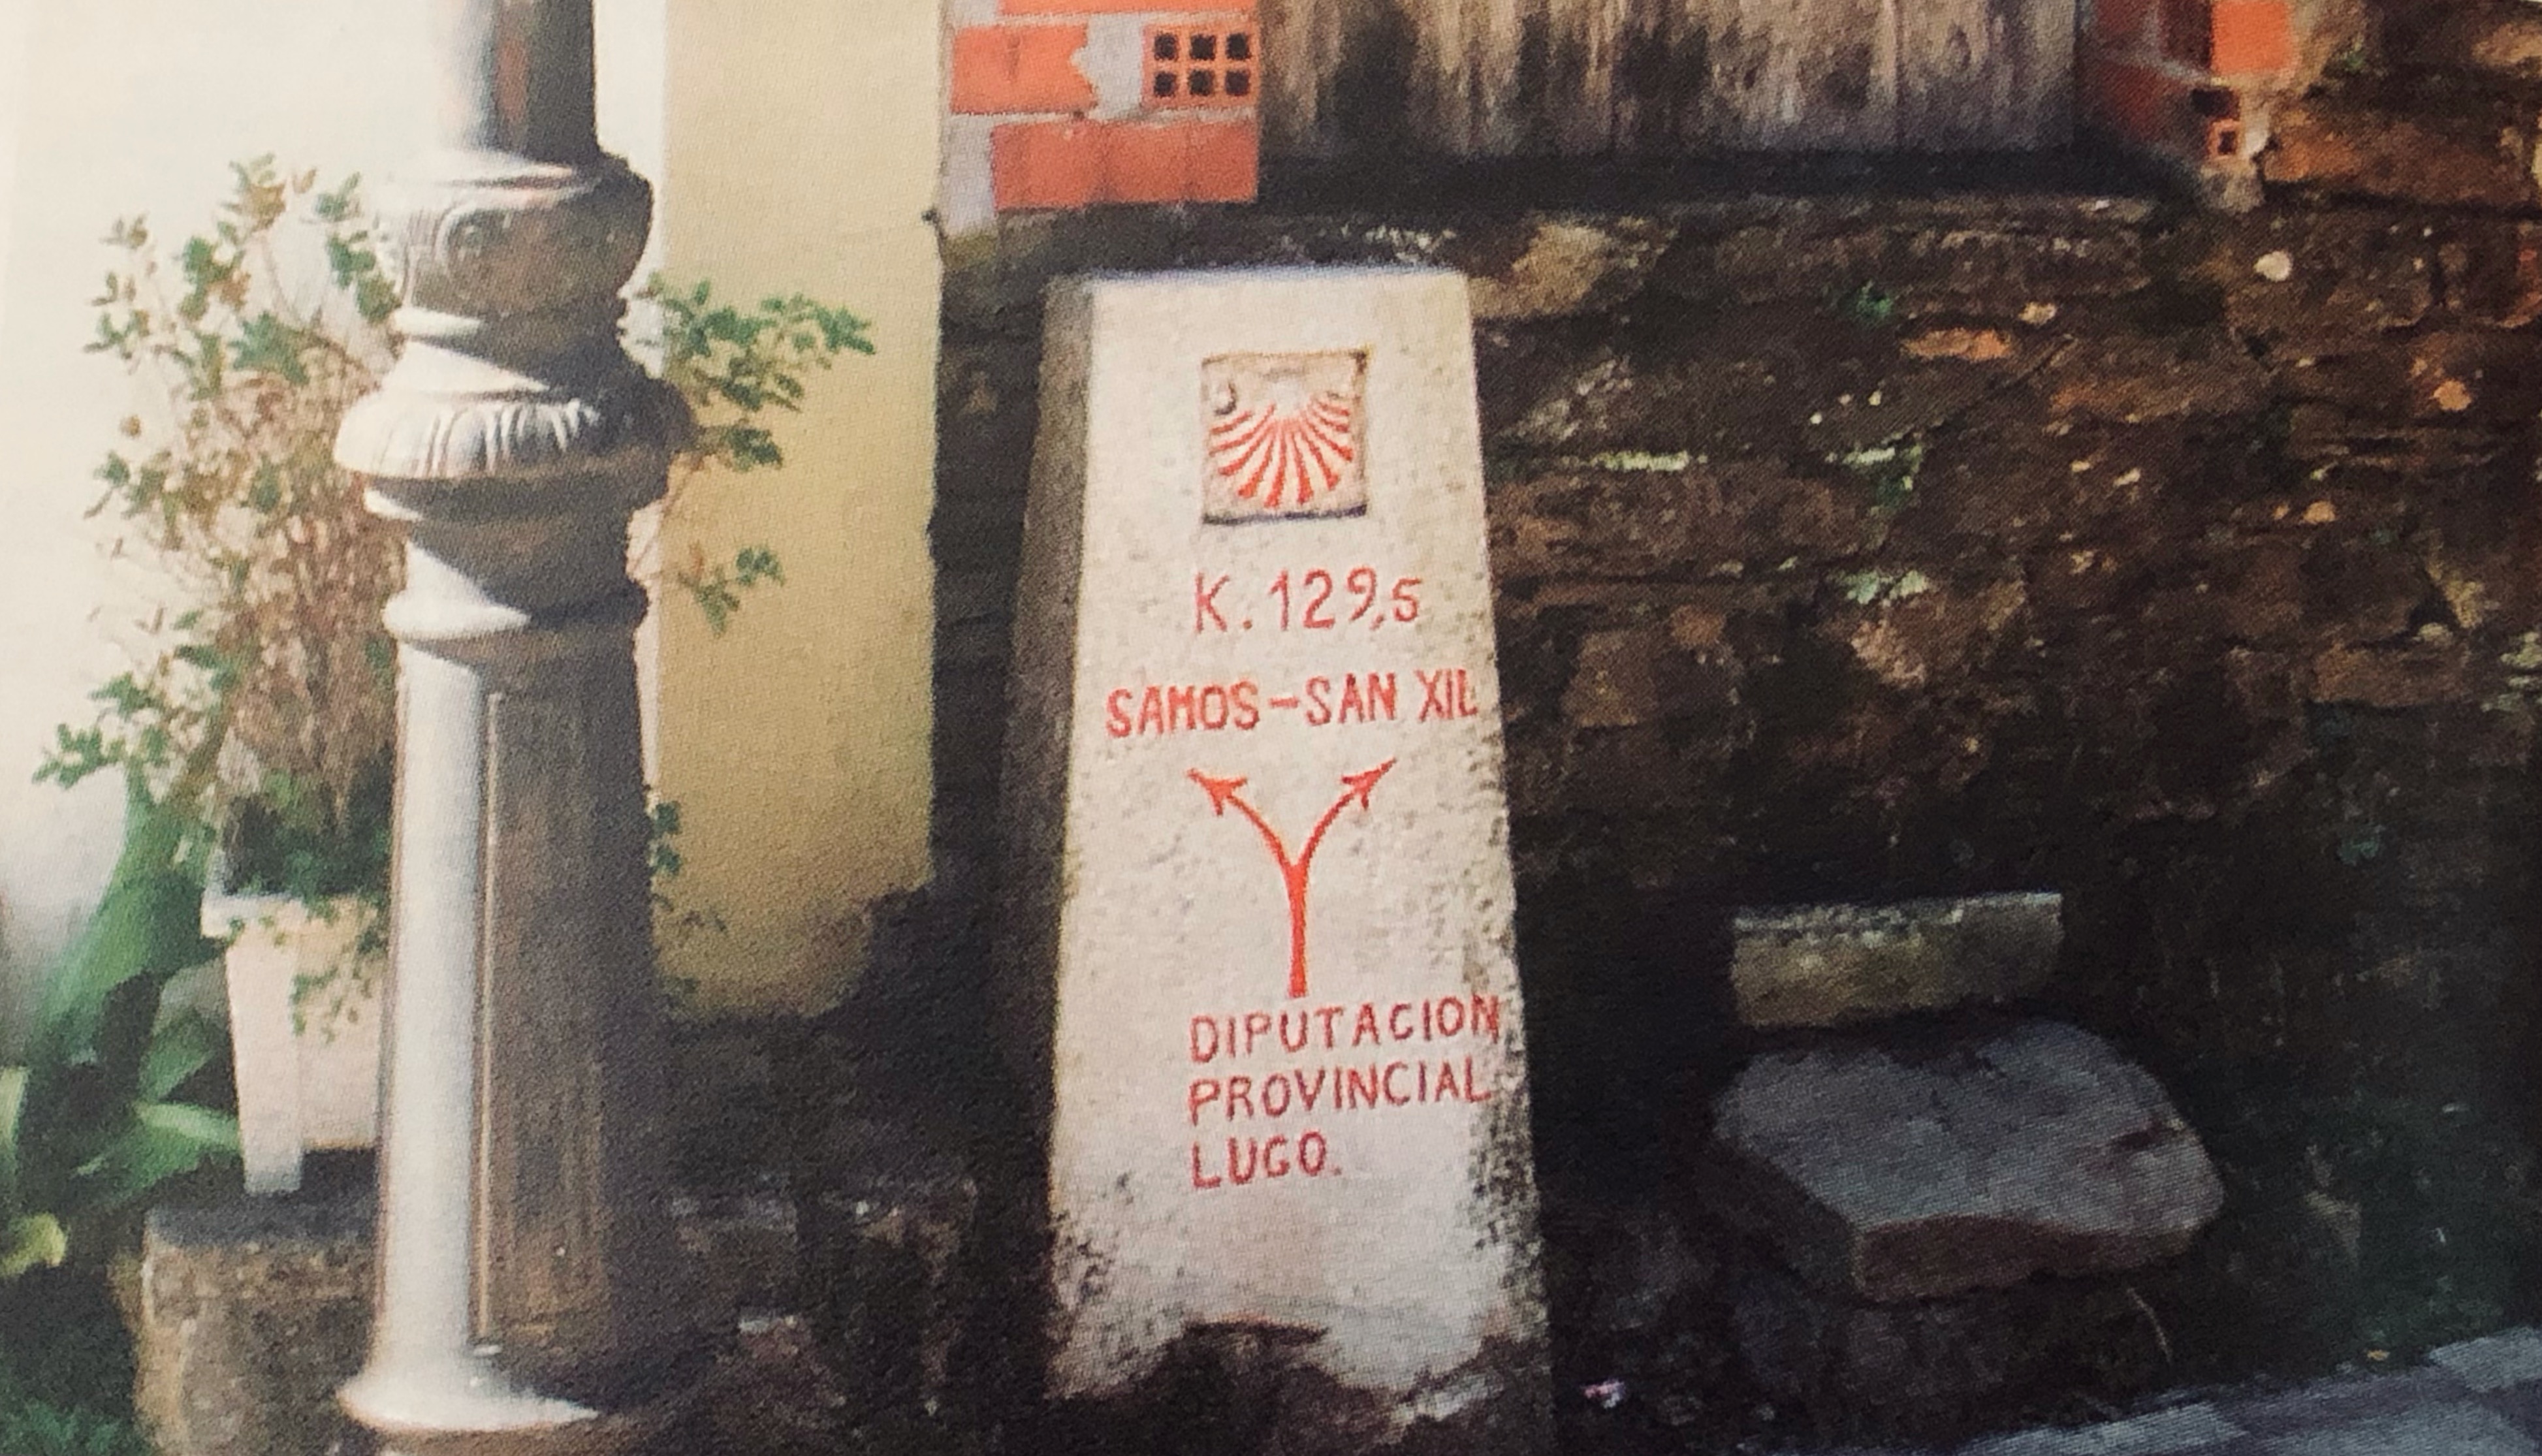 K. 129,5
SAMOS-SAN XIL
DIPUTACION
PROVINCIAL
LUGO.